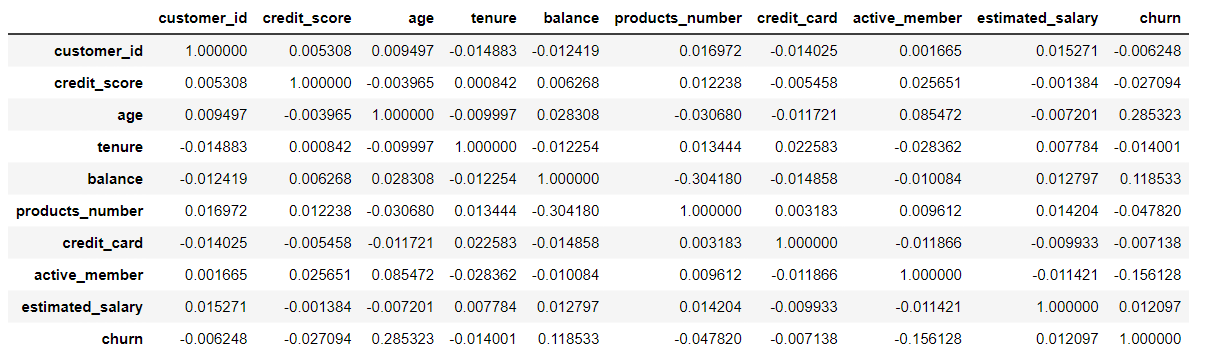 customer_id credit_score age tenure balance products_number credit_card active_member estimated_salary churn
customer_id 1.000000 0.005308 0.009497 -0.014883 -0.012419 0.016972 -0.014025 0.001665 0.015271 -0.006248
credit_score 0.005308 1.000000 -0.003965 0.000842 0.006268 0.012238 -0.005458 0.025651 -0.001384 -0.027094
age 0.009497 -0.003965 1.000000 -0.009997 0.028308 -0.030680 -0.011721 0.085472 -0.007201 0.285323
tenure -0.014883 0.000842 -0.009997 1.000000 -0.012254 0.013444 0.022583 -0.028362 0.007784 -0.014001
balance -0.012419 0.006268 0.028308 -0.012254 1.000000 -0.304180 -0.014858 -0.010084 0.012797 0.118533
products_number 0.016972 0.012238 -0.030680 0.013444 -0.304180 1.000000 0.003183 0.009612 0.014204 -0.047820
credit_card -0.014025 -0.005458 -0.011721 0.022583 -0.014858 0.003183 1.000000 -0.011866 -0.009933 -0.007138
active_member 0.001665 0.025651 0.085472 -0.028362 -0.010084 0.009612 -0.011866 1.000000 -0.011421 -0.156128
estimated_salary 0.015271 -0.001384 -0.007201 0.007784 0.012797 0.014204 -0.009933 -0.011421 1.000000 0.012097
churn -0.006248 -0.027094 0.285323 -0.014001 0.118533 -0.047820 -0.007138 -0.156128 0.012097 1.000000